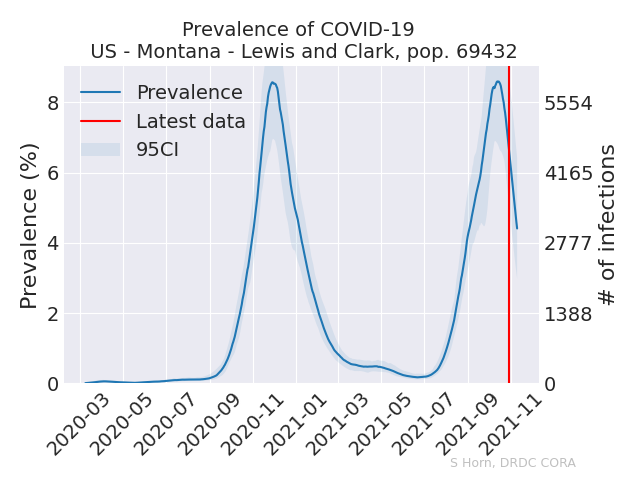 Prevalence of COVID-19
US - Montana - Lewis and Clark, pop. 69432
Prevalence
Latest data
95CI
Prevalence (%)
8
6
4
2
0
5554
4165
2777
1388
0
# of infections
2020-03
2020-05
2020-07
2020-09
2020-11
2021-01
2021-03
2021-05
2021-07
2021-09
2021-11
S Horn, DRDC CORA